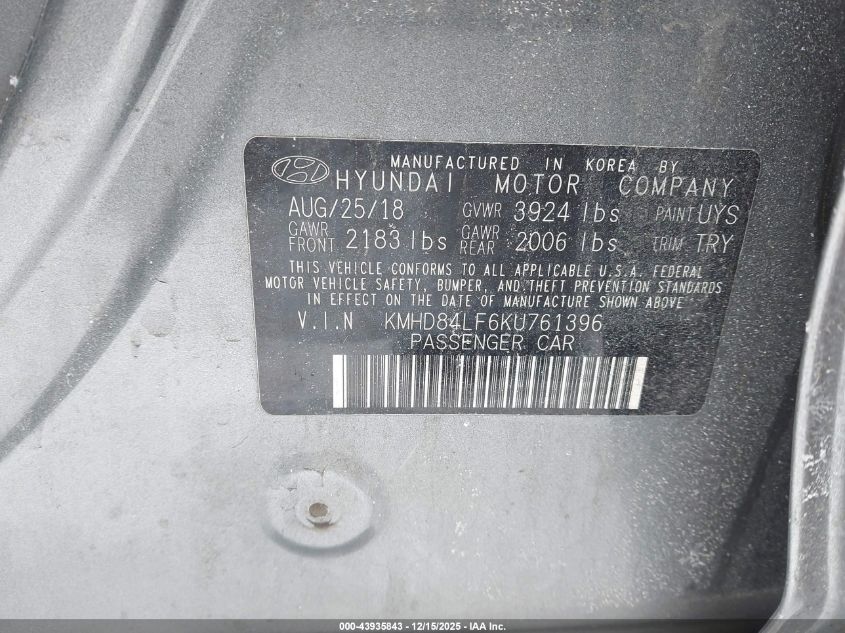 MANUFACTURED IN KOREA BY
HYUNDAI MOTOR COMPANY
AUG/25/18 GVWR 3924 lbs PAINT UYS
GAWR FRONT 2183 lbs GAWR REAR 2006 lbs TRIM TRY
THIS VEHICLE CONFORMS TO ALL APPLICABLE U.S.A. FEDERAL
MOTOR VEHICLE SAFETY, BUMPER, AND THEFT PREVENTION STANDARDS
IN EFFECT ON THE DATE OF MANUFACTURE SHOWN ABOVE
V.I.N KMHD84LF6KU761396
PASSENGER CAR
000-43935843 - 12/15/2025 - IAA Inc.